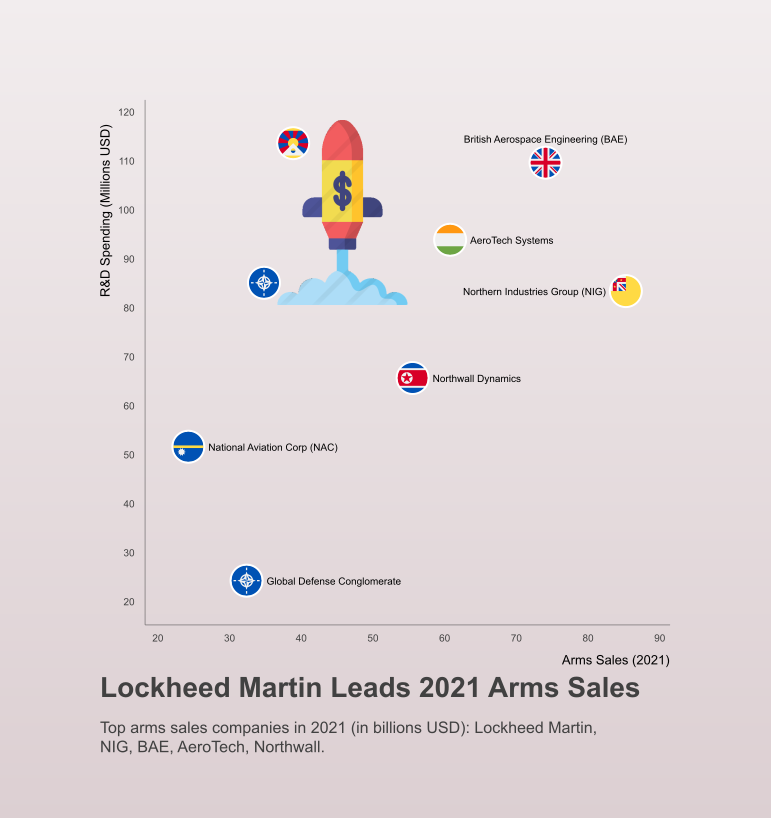 120
110
100
90
80
70
60
50
40
30
20
R&D Spending (Millions USD)
British Aerospace Engineering (BAE)
$
AeroTech Systems
Northern Industries Group (NIG)
Northwall Dynamics
National Aviation Corp (NAC)
Global Defense Conglomerate
20 30 40 50 60 70 80 90
Arms Sales (2021)
Lockheed Martin Leads 2021 Arms Sales
Top arms sales companies in 2021 (in billions USD): Lockheed Martin,
NIG, BAE, AeroTech, Northwall.